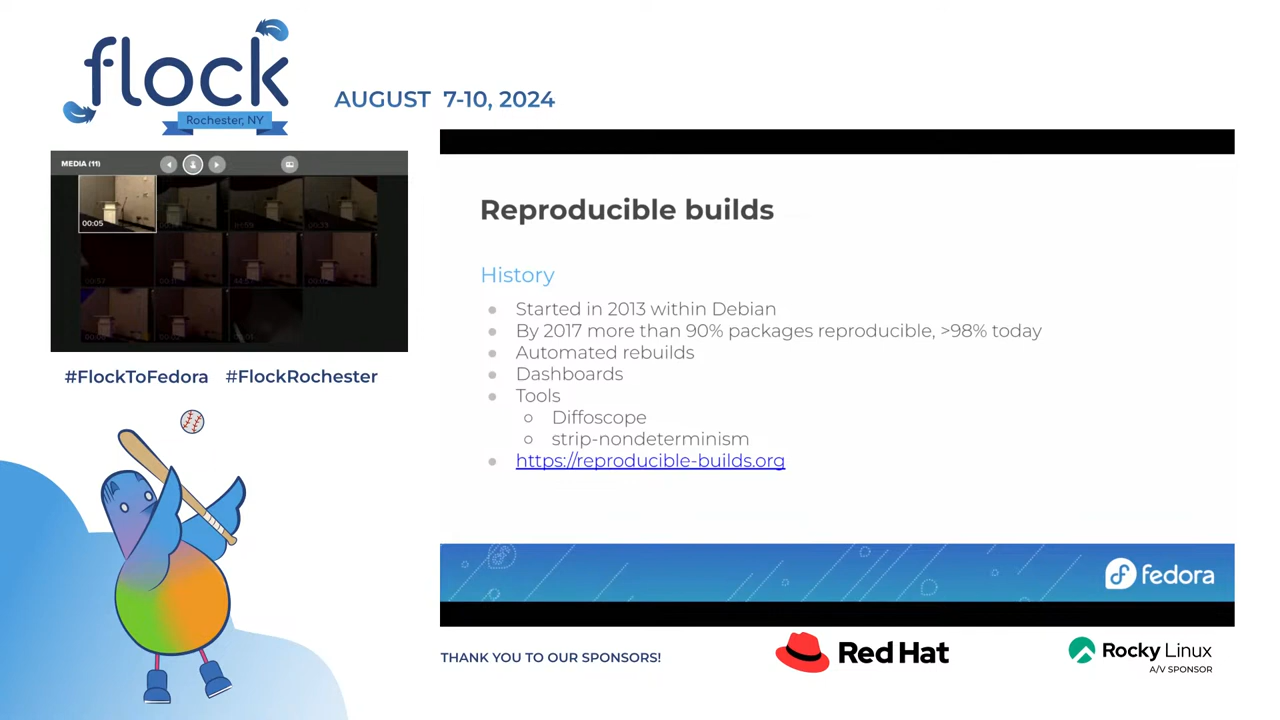 flock
Rochester, NY
AUGUST 7-10, 2024
MEDIA (11)
00:05
#FlockToFedora #FlockRochester
Reproducible builds
History
Started in 2013 within Debian
By 2017 more than 90% packages reproducible, >98% today
Automated rebuilds
Dashboards
Tools
Diffoscope
strip-nondeterminism
https://reproducible-builds.org
fedora
THANK YOU TO OUR SPONSORS!
Red Hat
Rocky Linux
A/V SPONSOR